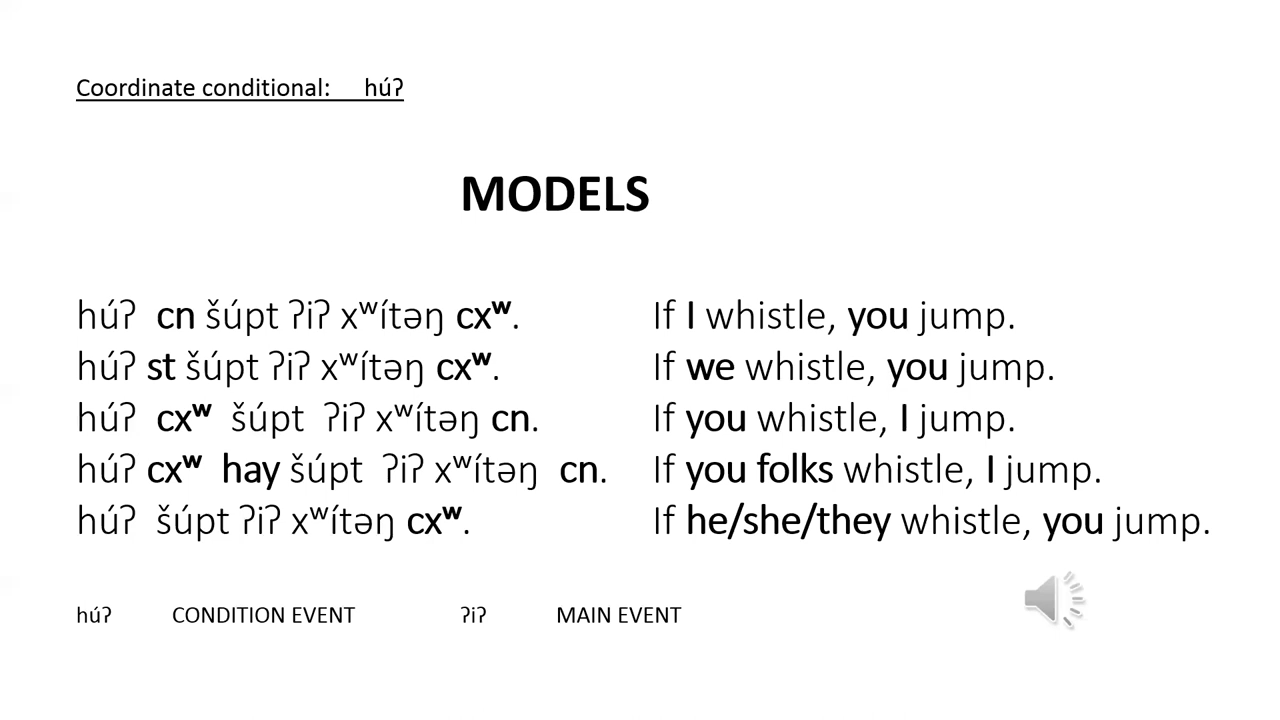 Coordinate conditional: húʔ
MODELS
húʔ cn šúpt ʔiʔ xʷítəŋ cxʷ. If I whistle, you jump.
húʔ st šúpt ʔiʔ xʷítəŋ cxʷ. If we whistle, you jump.
húʔ cxʷ šúpt ʔiʔ xʷítəŋ cn. If you whistle, I jump.
húʔ cxʷ hay šúpt ʔiʔ xʷítəŋ cn. If you folks whistle, I jump.
húʔ šúpt ʔiʔ xʷítəŋ cxʷ. If he/she/they whistle, you jump.
húʔ CONDITION EVENT ʔiʔ MAIN EVENT